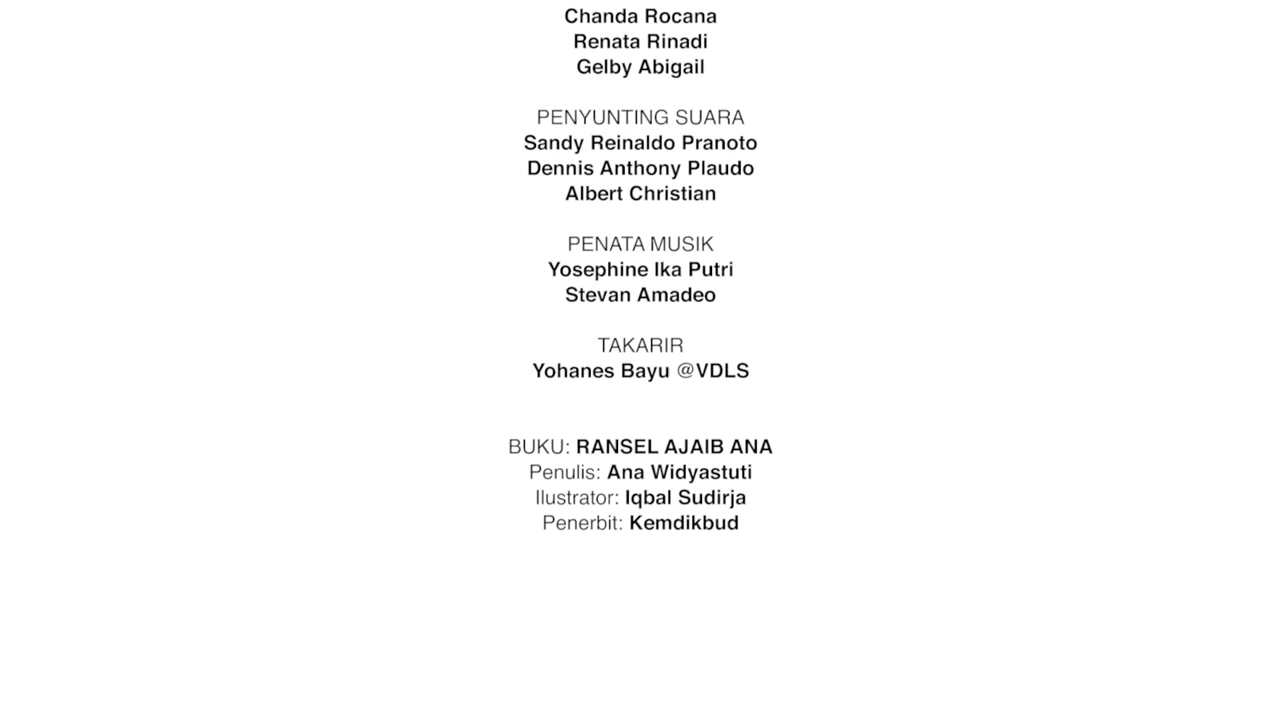 Chanda Rocana
Renata Rinadi
Gelby Abigail
PENYUNTING SUARA
Sandy Reinaldo Pranoto
Dennis Anthony Plaudo
Albert Christian
PENATA MUSIK
Yosephine Ika Putri
Stevan Amadeo
TAKARIR
Yohanes Bayu @VDLS
BUKU: RANSEL AJAIB ANA
Penulis: Ana Widyastuti
Ilustrator: Iqbal Sudirja
Penerbit: Kemdikbud